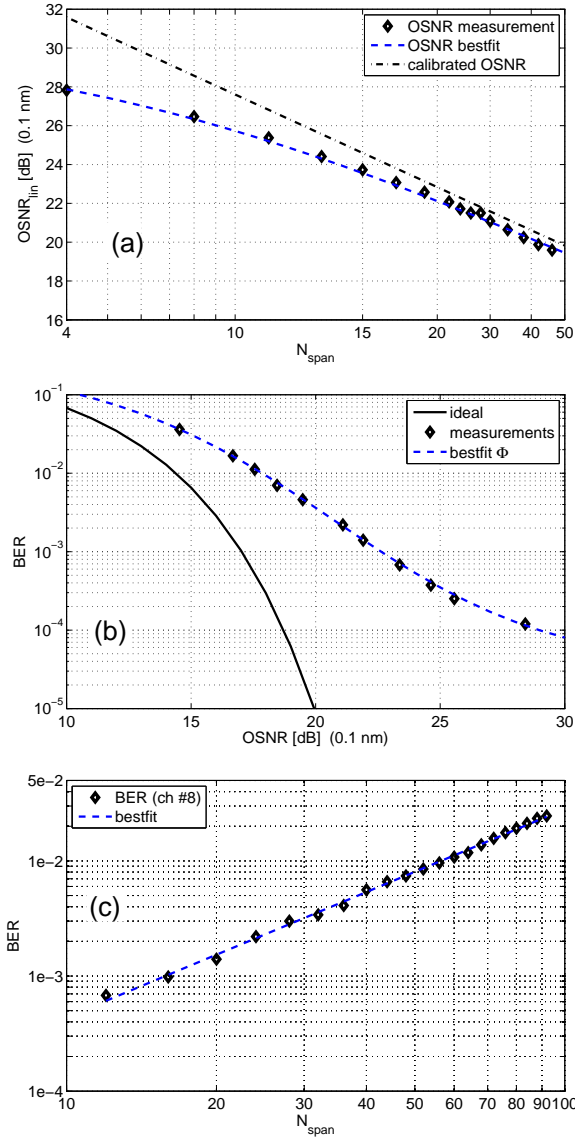 (a)
32
30
28
26
24
22
20
18
16
OSNR_lin [dB] (0.1 nm)
OSNR measurement
OSNR bestfit
calibrated OSNR
4 10 15 20 30 40 50
N_span
(b)
10^-1
10^-2
10^-3
10^-4
10^-5
BER
ideal
measurements
bestfit Φ
10 15 20 25 30
OSNR [dB] (0.1 nm)
(c)
5e−2
1e−2
1e−3
1e−4
BER
BER (ch #8)
bestfit
10 20 30 40 50 60 70 80 90 100
N_span